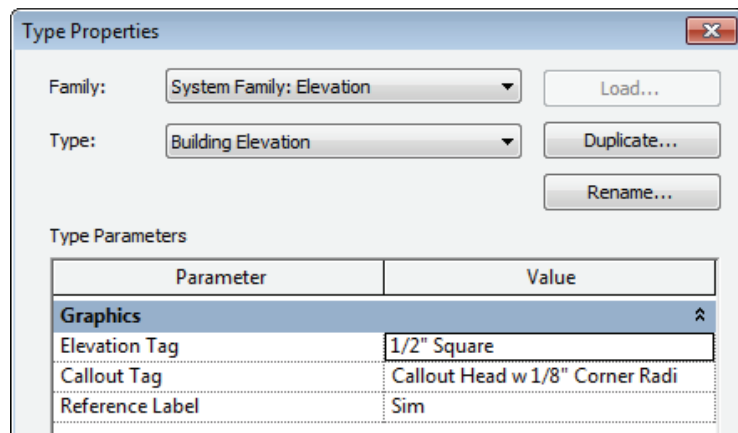 Type Properties
Family: System Family: Elevation Load...
Type: Building Elevation Duplicate...
Rename...
Type Parameters
Parameter Value
Graphics
Elevation Tag 1/2" Square
Callout Tag Callout Head w 1/8" Corner Radi
Reference Label Sim